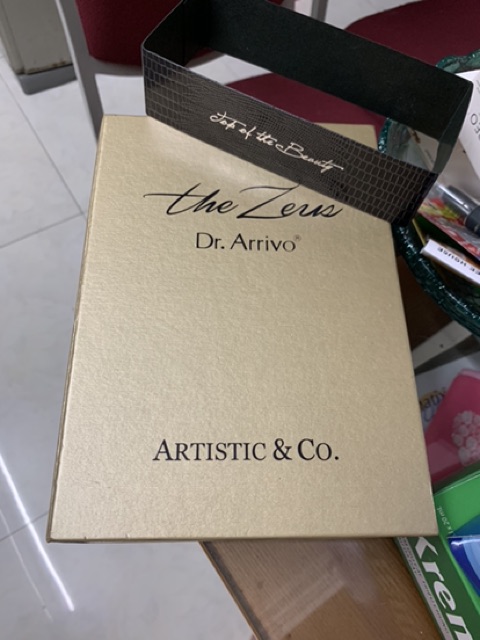 Top of the Beauty
the Zeus
Dr. Arrivo®
ARTISTIC & CO.
Kren